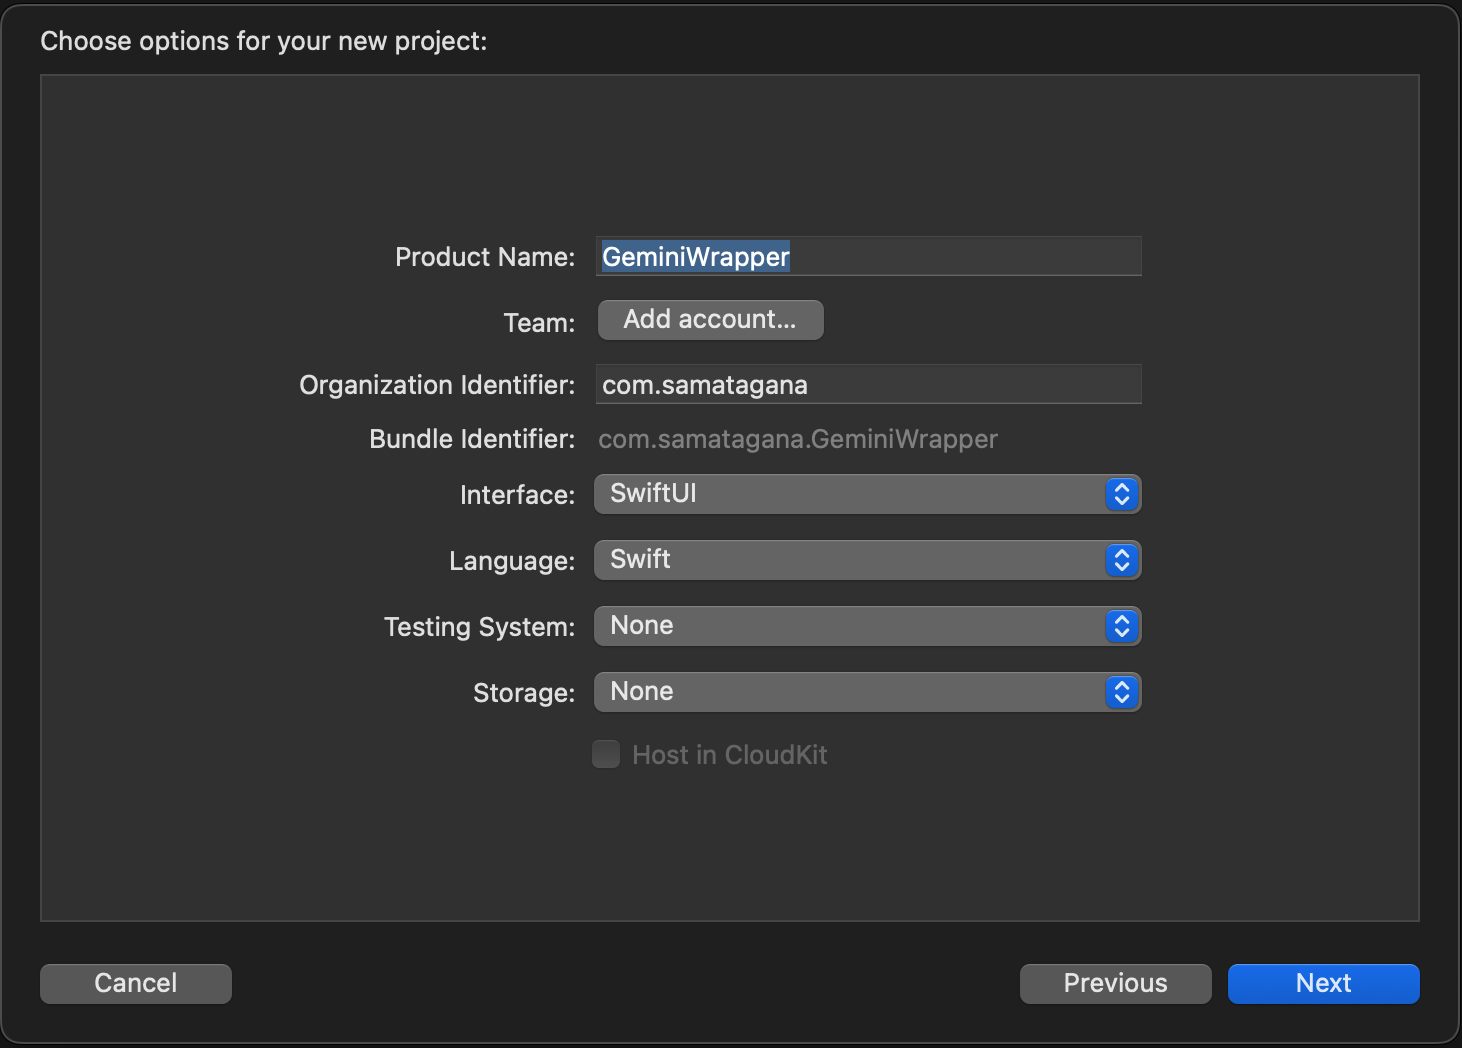 Choose options for your new project:
Product Name: GeminiWrapper
Team: Add account...
Organization Identifier: com.samatagana
Bundle Identifier: com.samatagana.GeminiWrapper
Interface: SwiftUI
Language: Swift
Testing System: None
Storage: None
Host in CloudKit
Cancel Previous Next